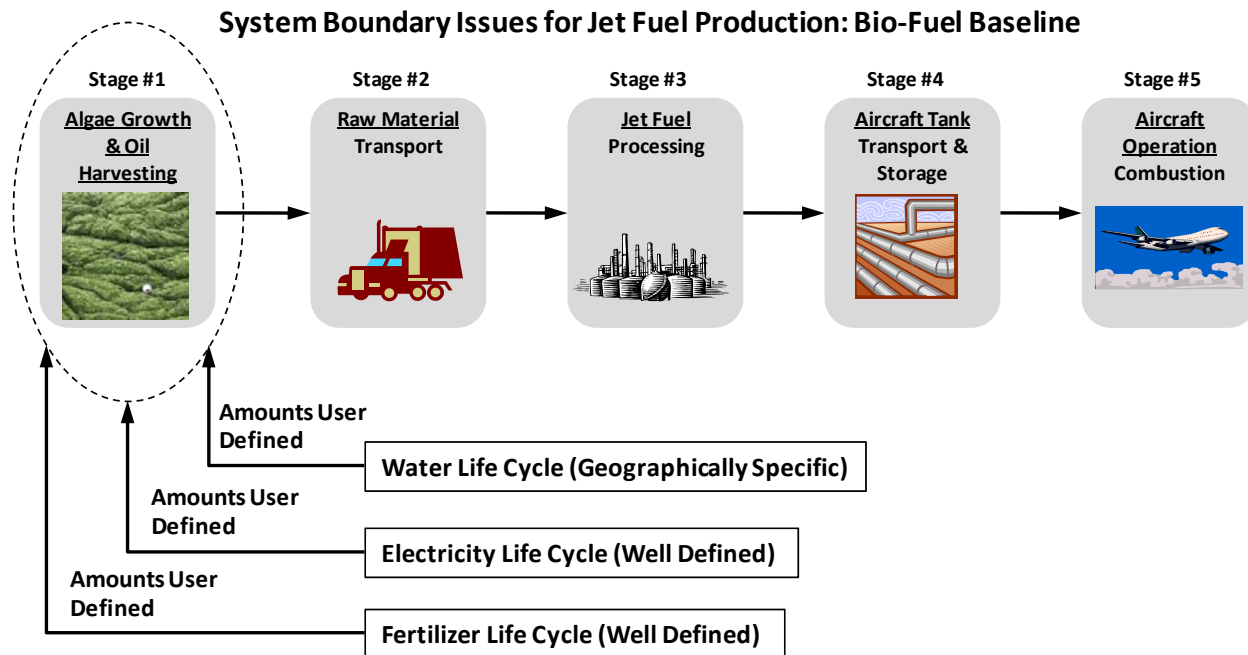 System Boundary Issues for Jet Fuel Production: Bio-Fuel Baseline
Stage #1
Algae Growth
& Oil
Harvesting
Stage #2
Raw Material
Transport
Stage #3
Jet Fuel
Processing
Stage #4
Aircraft Tank
Transport &
Storage
Stage #5
Aircraft
Operation
Combustion
Amounts User
Defined
Water Life Cycle (Geographically Specific)
Amounts User
Defined
Electricity Life Cycle (Well Defined)
Amounts User
Defined
Fertilizer Life Cycle (Well Defined)